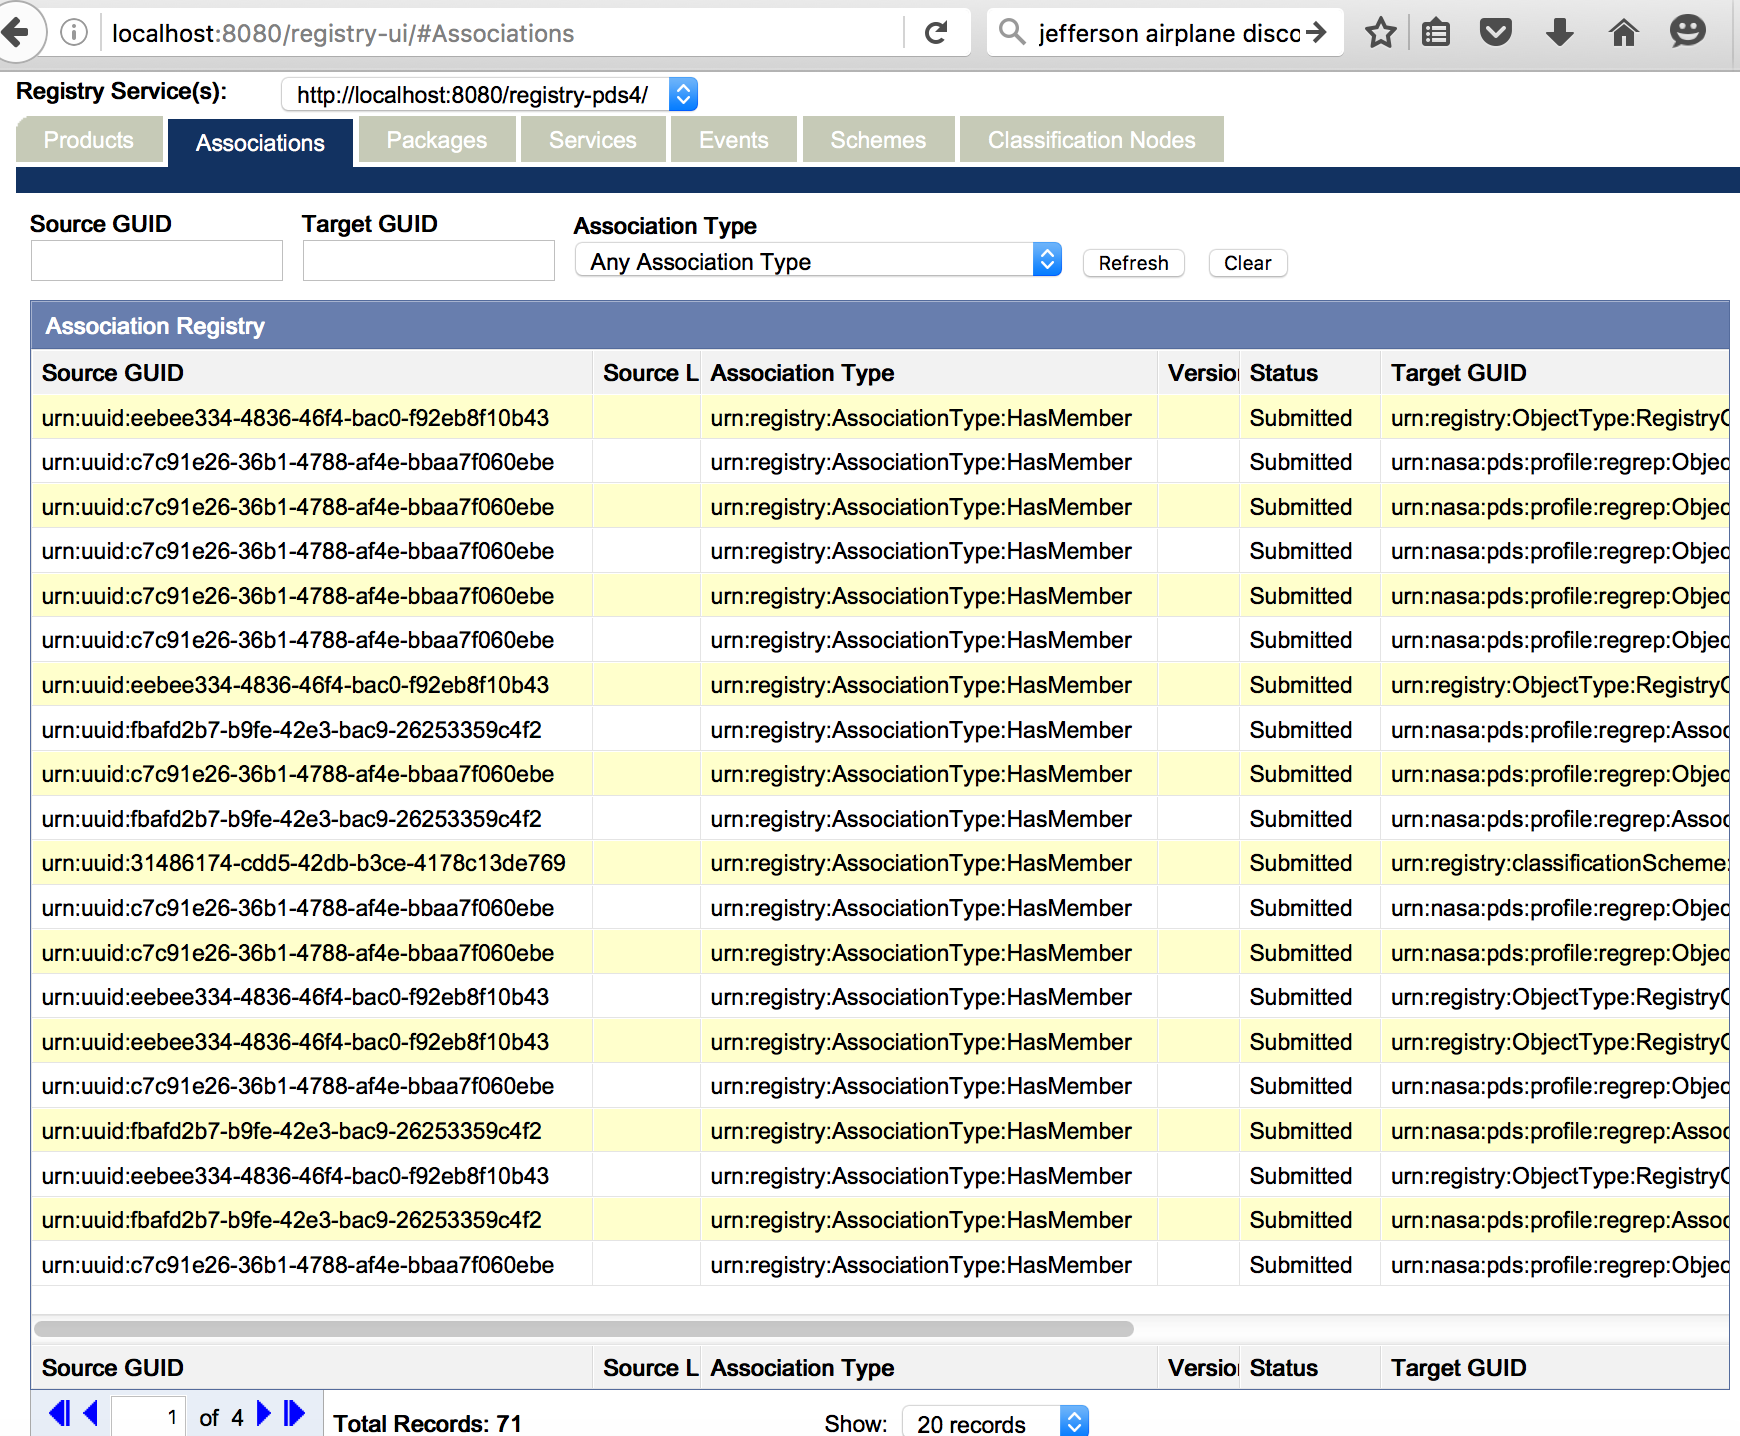 localhost:8080/registry-ui/#Associations jefferson airplane disco
Registry Service(s): http://localhost:8080/registry-pds4/
Products Associations Packages Services Events Schemes Classification Nodes
Source GUID Target GUID Association Type
Any Association Type Refresh Clear
Association Registry
Source GUID Source L Association Type Version Status Target GUID
urn:uuid:eebee334-4836-46f4-bac0-f92eb8f10b43 urn:registry:AssociationType:HasMember Submitted urn:registry:ObjectType:RegistryO
urn:uuid:c7c91e26-36b1-4788-af4e-bbaa7f060ebe urn:registry:AssociationType:HasMember Submitted urn:nasa:pds:profile:regrep:Objec
urn:uuid:c7c91e26-36b1-4788-af4e-bbaa7f060ebe urn:registry:AssociationType:HasMember Submitted urn:nasa:pds:profile:regrep:Objec
urn:uuid:c7c91e26-36b1-4788-af4e-bbaa7f060ebe urn:registry:AssociationType:HasMember Submitted urn:nasa:pds:profile:regrep:Objec
urn:uuid:c7c91e26-36b1-4788-af4e-bbaa7f060ebe urn:registry:AssociationType:HasMember Submitted urn:nasa:pds:profile:regrep:Objec
urn:uuid:c7c91e26-36b1-4788-af4e-bbaa7f060ebe urn:registry:AssociationType:HasMember Submitted urn:nasa:pds:profile:regrep:Objec
urn:uuid:eebee334-4836-46f4-bac0-f92eb8f10b43 urn:registry:AssociationType:HasMember Submitted urn:registry:ObjectType:RegistryO
urn:uuid:fbafd2b7-b9fe-42e3-bac9-26253359c4f2 urn:registry:AssociationType:HasMember Submitted urn:nasa:pds:profile:regrep:Assoc
urn:uuid:c7c91e26-36b1-4788-af4e-bbaa7f060ebe urn:registry:AssociationType:HasMember Submitted urn:nasa:pds:profile:regrep:Objec
urn:uuid:fbafd2b7-b9fe-42e3-bac9-26253359c4f2 urn:registry:AssociationType:HasMember Submitted urn:nasa:pds:profile:regrep:Assoc
urn:uuid:31486174-cdd5-42db-b3ce-4178c13de769 urn:registry:AssociationType:HasMember Submitted urn:registry:classificationScheme:
urn:uuid:c7c91e26-36b1-4788-af4e-bbaa7f060ebe urn:registry:AssociationType:HasMember Submitted urn:nasa:pds:profile:regrep:Objec
urn:uuid:c7c91e26-36b1-4788-af4e-bbaa7f060ebe urn:registry:AssociationType:HasMember Submitted urn:nasa:pds:profile:regrep:Objec
urn:uuid:eebee334-4836-46f4-bac0-f92eb8f10b43 urn:registry:AssociationType:HasMember Submitted urn:registry:ObjectType:RegistryO
urn:uuid:eebee334-4836-46f4-bac0-f92eb8f10b43 urn:registry:AssociationType:HasMember Submitted urn:registry:ObjectType:RegistryO
urn:uuid:c7c91e26-36b1-4788-af4e-bbaa7f060ebe urn:registry:AssociationType:HasMember Submitted urn:nasa:pds:profile:regrep:Objec
urn:uuid:fbafd2b7-b9fe-42e3-bac9-26253359c4f2 urn:registry:AssociationType:HasMember Submitted urn:nasa:pds:profile:regrep:Assoc
urn:uuid:eebee334-4836-46f4-bac0-f92eb8f10b43 urn:registry:AssociationType:HasMember Submitted urn:registry:ObjectType:RegistryO
urn:uuid:fbafd2b7-b9fe-42e3-bac9-26253359c4f2 urn:registry:AssociationType:HasMember Submitted urn:nasa:pds:profile:regrep:Assoc
urn:uuid:c7c91e26-36b1-4788-af4e-bbaa7f060ebe urn:registry:AssociationType:HasMember Submitted urn:nasa:pds:profile:regrep:Objec
Source GUID Source L Association Type Version Status Target GUID
1 of 4 Total Records: 71 Show: 20 records